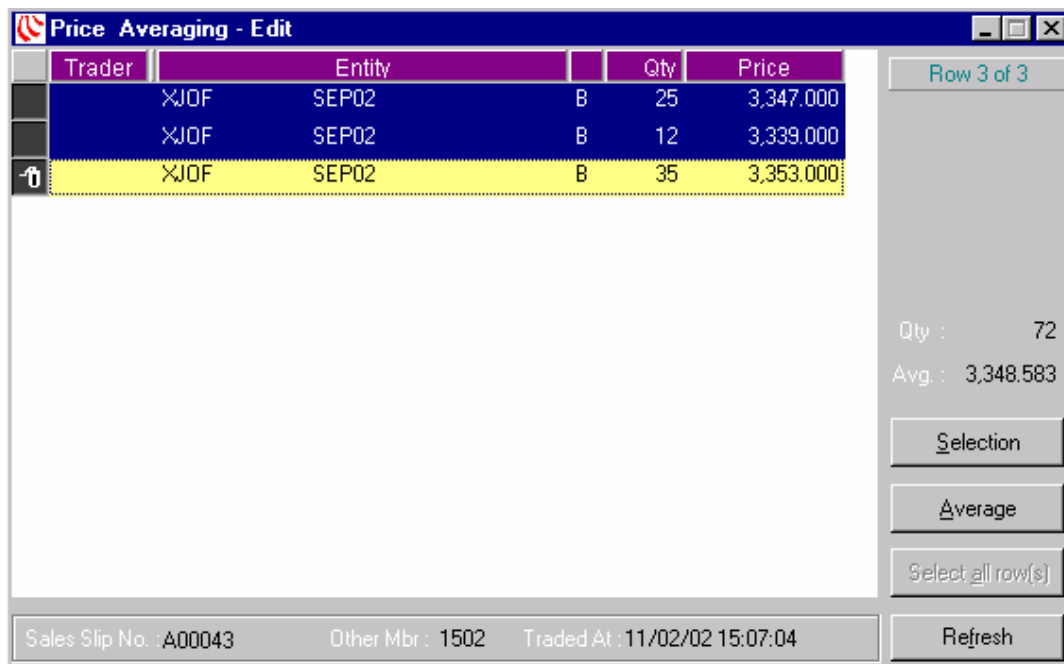 Price Averaging - Edit
Trader Entity Qty Price
Row 3 of 3
XJOF SEP02 B 25 3,347.000
XJOF SEP02 B 12 3,339.000
XJOF SEP02 B 35 3,353.000
Qty : 72
Avg. : 3,348.583
Selection
Average
Select all row(s)
Refresh
Sales Slip No. : A00043 Other Mbr : 1502 Traded At : 11/02/02 15:07:04